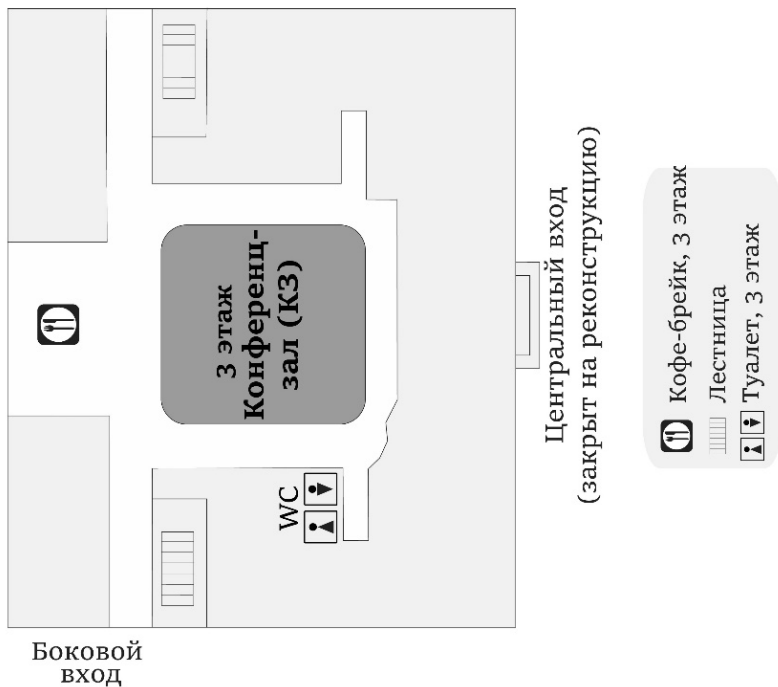 3 этаж
Конференц-
зал (КЗ)
WC
Боковой
вход
Центральный вход
(закрыт на реконструкцию)
Кофе-брейк, 3 этаж
Лестница
Туалет, 3 этаж